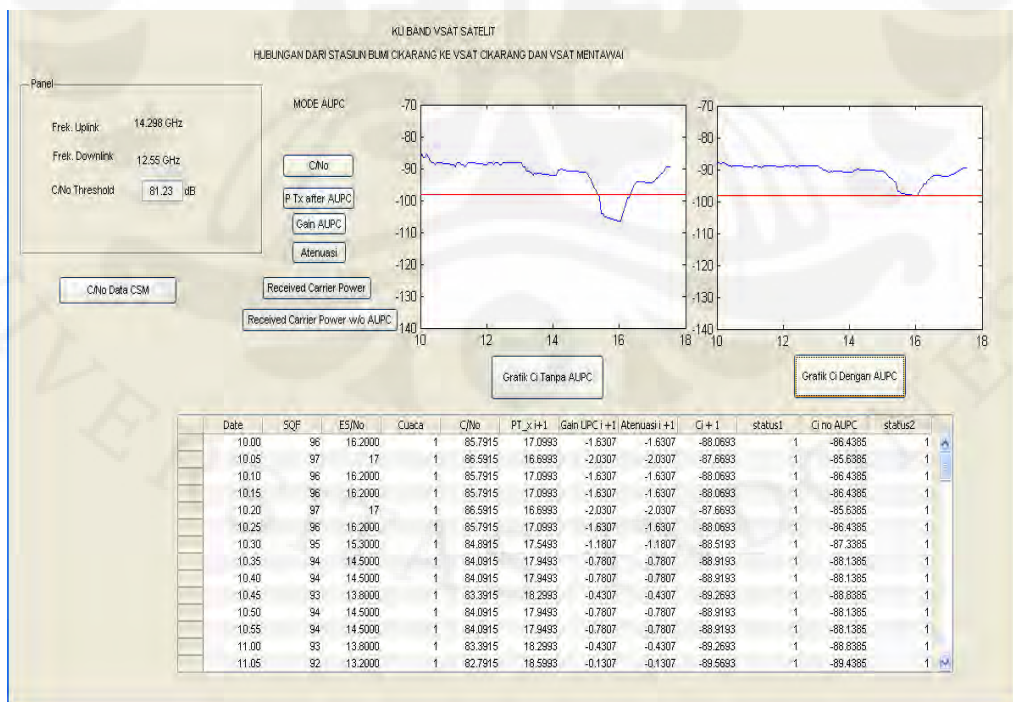 KU BAND VSAT SATELIT
HUBUNGAN DARI STASIUN BUMI CIKARANG KE VSAT CIKARANG DAN VSAT MENTAWAI
Panel
Frek. Uplink 14.298 GHz
Frek. Downlink 12.55 GHz
C/No Threshold 81.23 dB
C/No Data CSM
MODE AUPC
C/No
P Tx after AUPC
Gain AUPC
Atenuasi
Received Carrier Power
Received Carrier Power w/o AUPC
-70
-80
-90
-100
-110
-120
-130
-140
10 12 14 16 18
Grafik Ci Tanpa AUPC
-70
-80
-90
-100
-110
-120
-130
-140
10 12 14 16 18
Grafik Ci Dengan AUPC
Date SQF ES/No Cuaca C/No PT_x i+1 Gain UPC i +1 Atenuasi i +1 Ci + 1 status1 Ci no AUPC status2
10.00 96 16.2000 1 85.7915 17.0993 -1.6307 -1.6307 -88.0693 1 -86.4385 1
10.05 97 17 1 86.5915 16.6993 -2.0307 -2.0307 -87.6693 1 -85.6385 1
10.10 96 16.2000 1 85.7915 17.0993 -1.6307 -1.6307 -88.0693 1 -86.4385 1
10.15 96 16.2000 1 85.7915 17.0993 -1.6307 -1.6307 -88.0693 1 -86.4385 1
10.20 97 17 1 86.5915 16.6993 -2.0307 -2.0307 -87.6693 1 -85.6385 1
10.25 96 16.2000 1 85.7915 17.0993 -1.6307 -1.6307 -88.0693 1 -86.4385 1
10.30 95 15.3000 1 84.8915 17.5493 -1.1807 -1.1807 -88.5193 1 -87.3385 1
10.35 94 14.5000 1 84.0915 17.9493 -0.7807 -0.7807 -88.9193 1 -88.1385 1
10.40 94 14.5000 1 84.0915 17.9493 -0.7807 -0.7807 -88.9193 1 -88.1385 1
10.45 93 13.8000 1 83.3915 18.2993 -0.4307 -0.4307 -89.2693 1 -88.8385 1
10.50 94 14.5000 1 84.0915 17.9493 -0.7807 -0.7807 -88.9193 1 -88.1385 1
10.55 94 14.5000 1 84.0915 17.9493 -0.7807 -0.7807 -88.9193 1 -88.1385 1
11.00 93 13.8000 1 83.3915 18.2993 -0.4307 -0.4307 -89.2693 1 -88.8385 1
11.05 92 13.2000 1 82.7915 18.5993 -0.1307 -0.1307 -89.5693 1 -89.4385 1